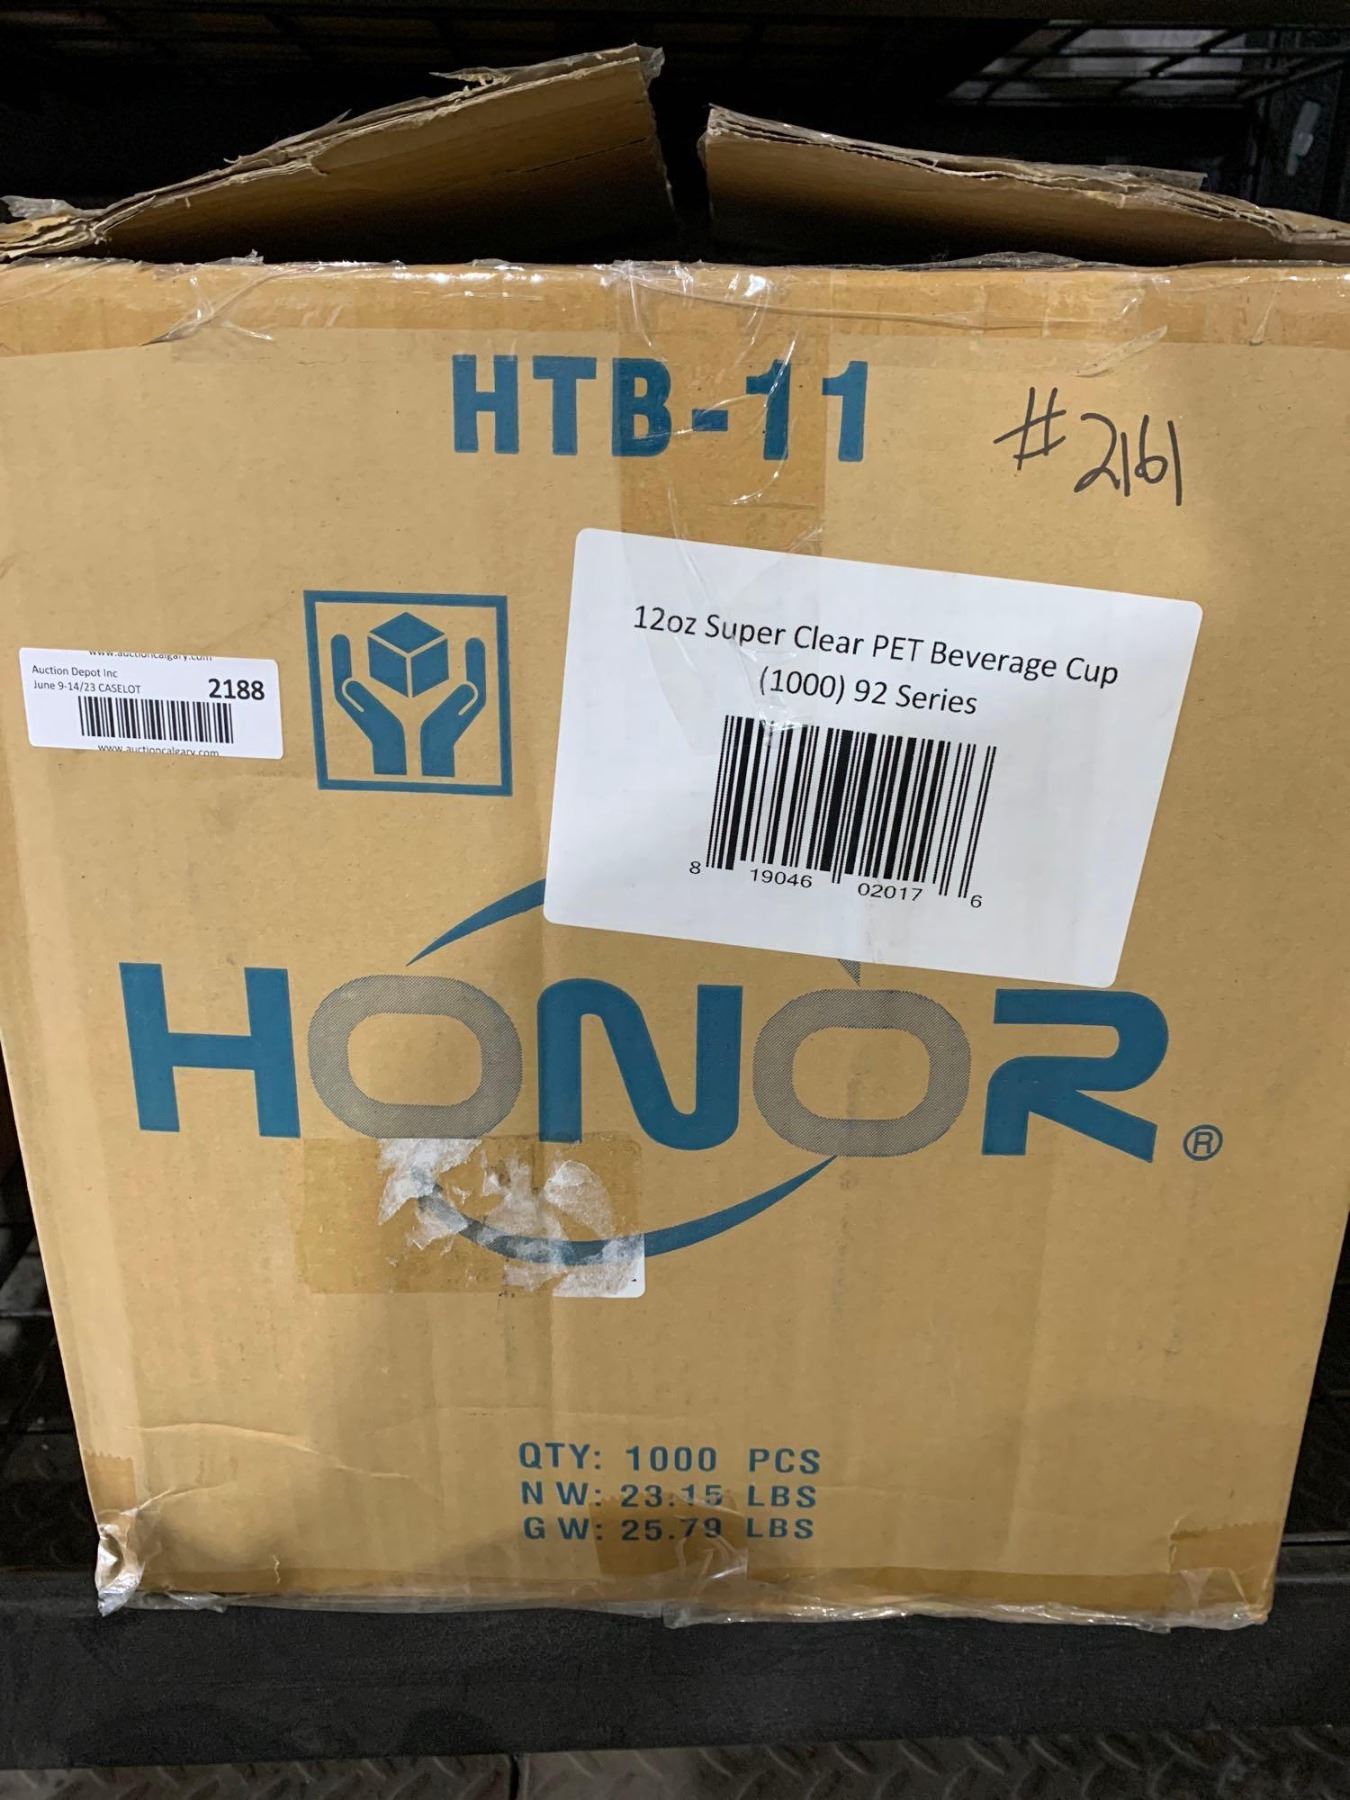 HTB-11
#2161
12oz Super Clear PET Beverage Cup
(1000) 92 Series
8 19046 02017 6
www.auctioncalgary.com
Auction Depot Inc
June 9-14/23 CASELOT 2188
www.auctioncalgary.com
HONOR®
QTY: 1000 PCS
N W: 23.15 LBS
G W: 25.79 LBS